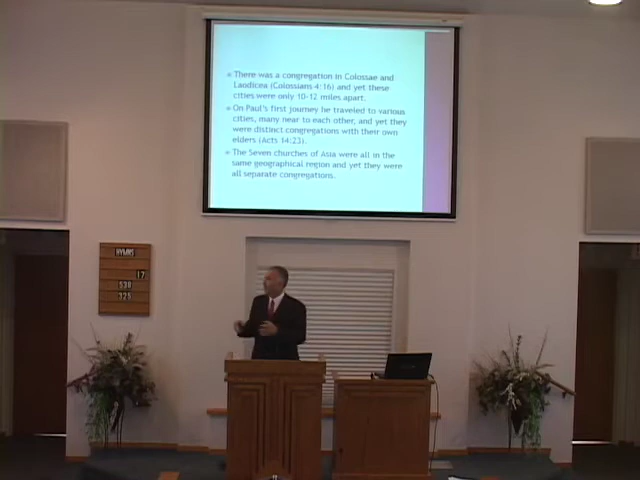 There was a congregation in Colossae and
Laodicea (Colossians 4:16) and yet these
cities were only 10-12 miles apart.
On Paul's first journey he traveled to various
cities, many near to each other, and yet they
were distinct congregations with their own
elders (Acts 14:23).
The Seven churches of Asia were all in the
same geographical region and yet they were
all separate congregations.
HYMNS
17
538
325